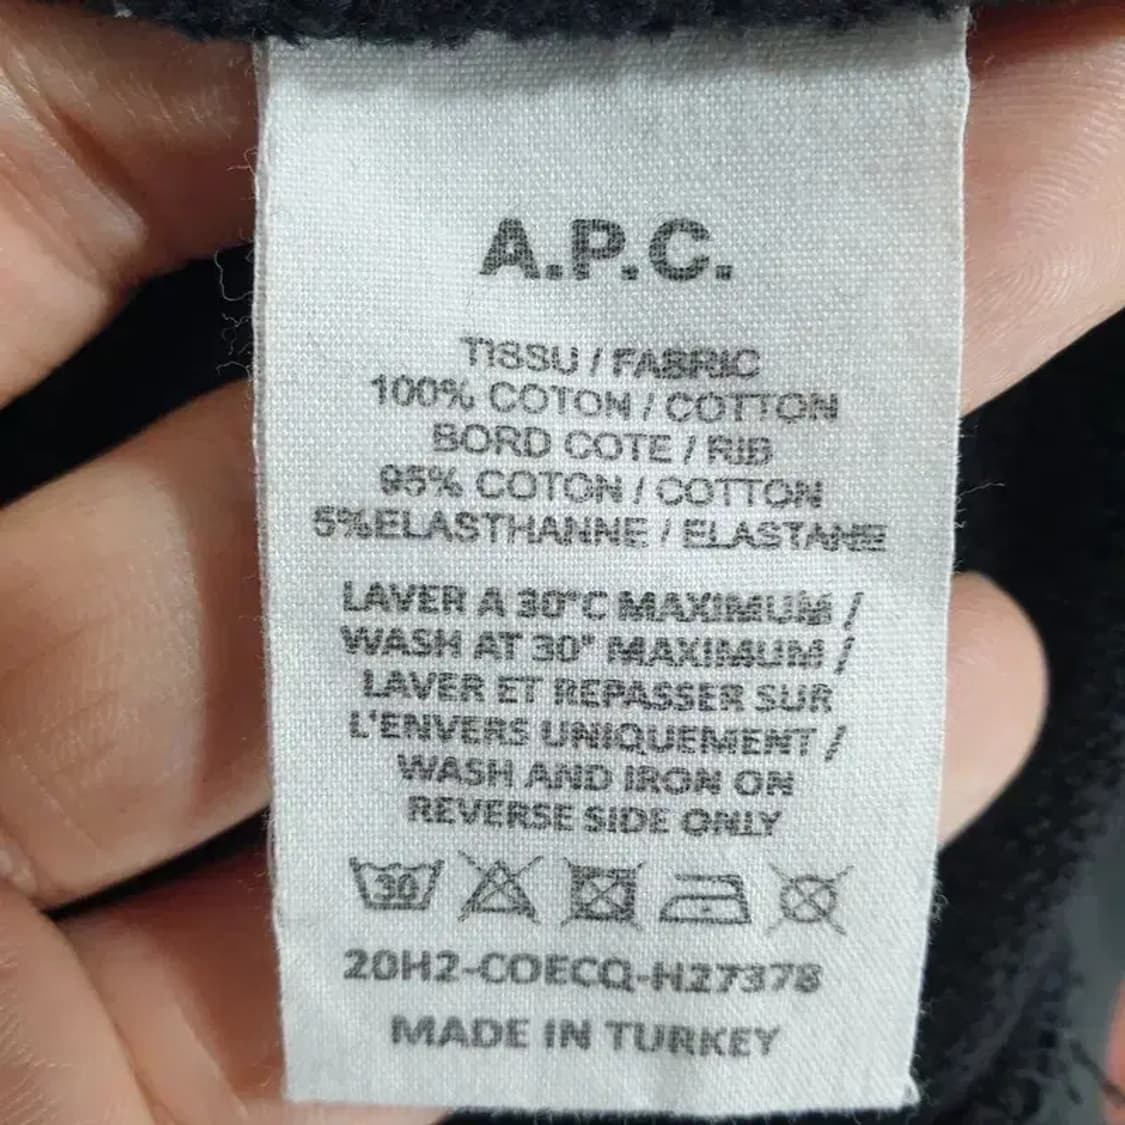 A.P.C.
TISSU / FABRIC
100% COTON / COTTON
BORD COTE / RIB
95% COTON / COTTON
5%ELASTHANNE / ELASTANE
LAVER A 30°C MAXIMUM /
WASH AT 30° MAXIMUM /
LAVER ET REPASSER SUR
L'ENVERS UNIQUEMENT /
WASH AND IRON ON
REVERSE SIDE ONLY
30
20H2-COECQ-H27378
MADE IN TURKEY